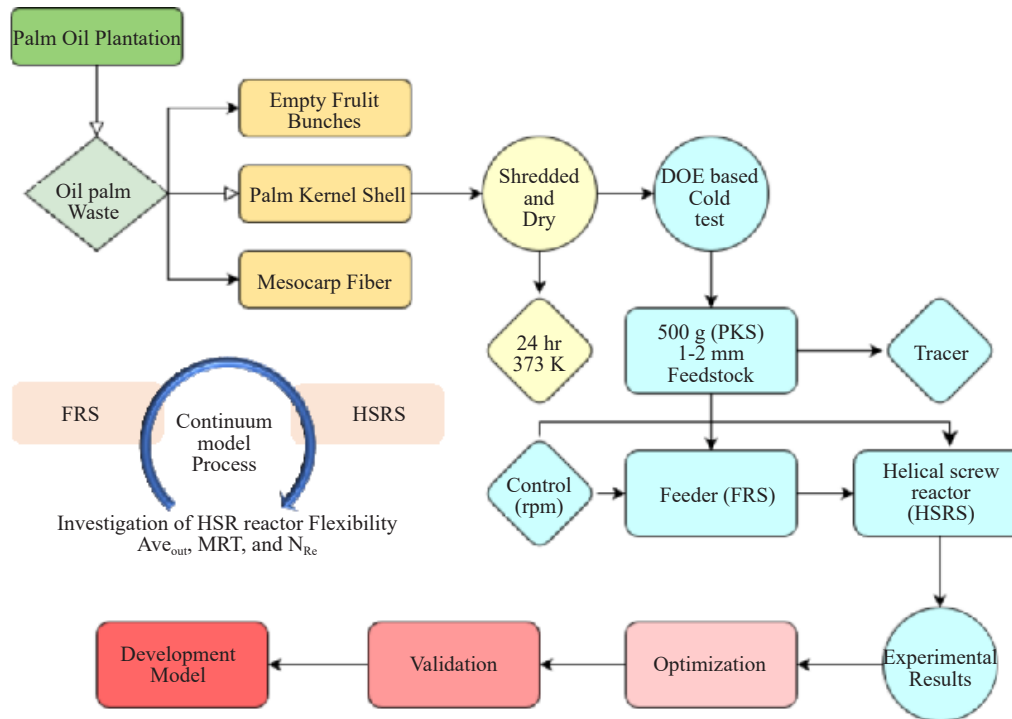 Palm Oil Plantation
Empty Frulit
Bunches
Oil palm
Waste
Palm Kernel Shell
Mesocarp Fiber
Shredded
and
Dry
DOE based
Cold
test
24 hr
373 K
500 g (PKS)
1-2 mm
Feedstock
Tracer
FRS
Continuum
model
Process
HSRS
Control
(rpm)
Feeder (FRS)
Helical screw
reactor
(HSRS)
Investigation of HSR reactor Flexibility
Ave_out, MRT, and N_Re
Development
Model
Validation
Optimization
Experimental
Results